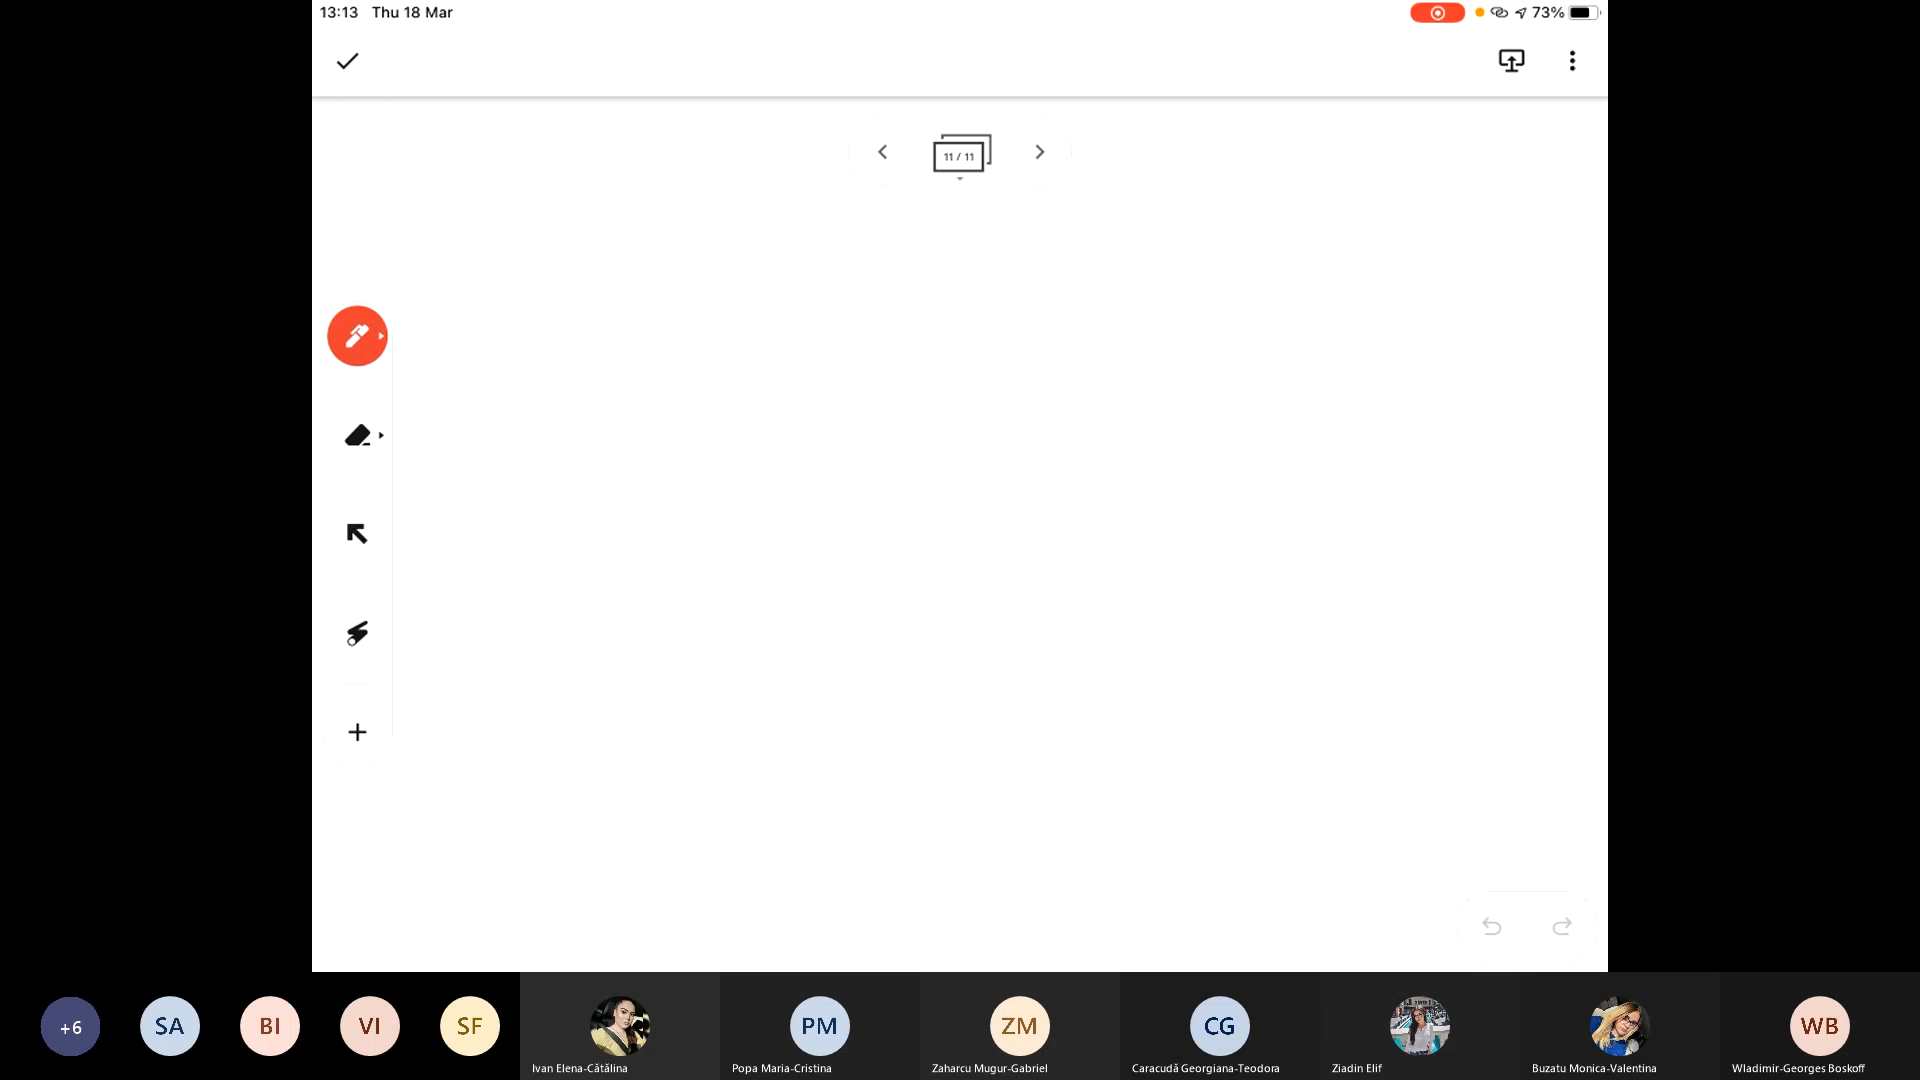 13:13 Thu 18 Mar
73%
11 / 11
+6
SA
BI
VI
SF
PM
ZM
CG
WB
Ivan Elena-Cătălina
Popa Maria-Cristina
Zaharcu Mugur-Gabriel
Caracudă Georgiana-Teodora
Ziadin Elif
Buzatu Monica-Valentina
Wladimir-Georges Boskoff